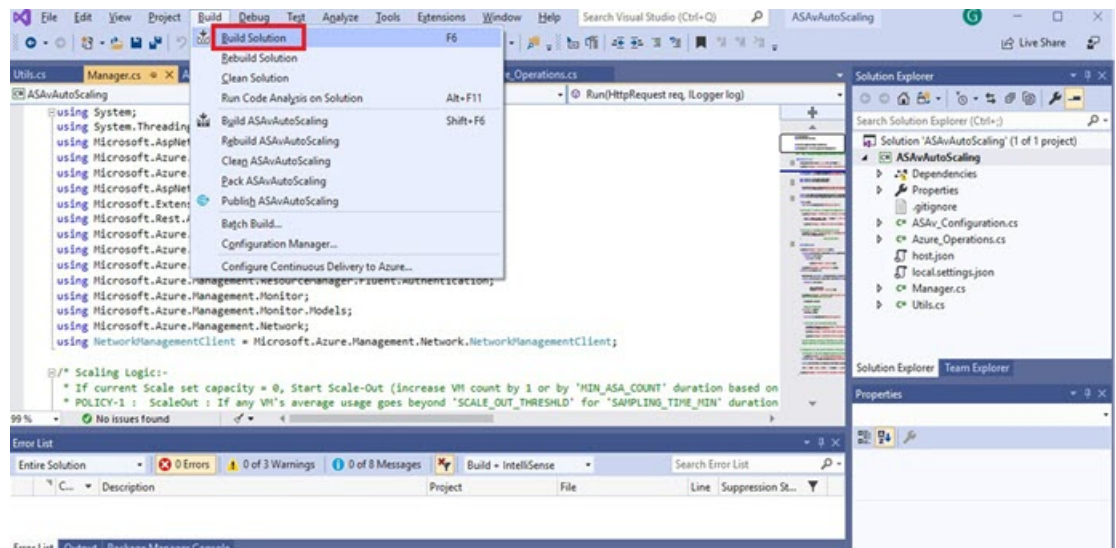 File Edit View Project Build Debug Test Analyze Tools Extensions Window Help Search Visual Studio (Ctrl+Q) ASAvAutoScaling G
Live Share
Build Solution F6
Rebuild Solution
Clean Solution
Run Code Analysis on Solution Alt+F11
Build ASAvAutoScaling Shift+F6
Rebuild ASAvAutoScaling
Clean ASAvAutoScaling
Pack ASAvAutoScaling
Publish ASAvAutoScaling
Batch Build...
Configuration Manager...
Configure Continuous Delivery to Azure...
Utils.cs Manager.cs e_Operations.cs
ASAvAutoScaling Run(HttpRequest req, ILogger log)
using System;
using System.Threading
using Microsoft.AspNet
using Microsoft.Azure.
using Microsoft.Azure.
using Microsoft.AspNet
using Microsoft.Extens
using Microsoft.Rest.A
using Microsoft.Azure.
using Microsoft.Azure.
using Microsoft.Azure.
using Microsoft.Azure.Management.ResourceManager.Fluent.Authentication;
using Microsoft.Azure.Management.Monitor;
using Microsoft.Azure.Management.Monitor.Models;
using Microsoft.Azure.Management.Network;
using NetworkManagementClient = Microsoft.Azure.Management.Network.NetworkManagementClient;
/* Scaling Logic:-
* If current Scale set capacity = 0, Start Scale-Out (increase VM count by 1 or by 'MIN_ASA_COUNT' duration based on
* POLICY-1 : ScaleOut : If any VM's average usage goes beyond 'SCALE_OUT_THRESHLD' for 'SAMPLING_TIME_MIN' duration
99 % No issues found
Solution Explorer
Search Solution Explorer (Ctrl+;)
Solution 'ASAvAutoScaling' (1 of 1 project)
ASAvAutoScaling
Dependencies
Properties
.gitignore
C# ASAv_Configuration.cs
C# Azure_Operations.cs
host.json
local.settings.json
C# Manager.cs
C# Utils.cs
Solution Explorer Team Explorer
Properties
Error List
Entire Solution 0 Errors 0 of 3 Warnings 0 of 8 Messages Build + IntelliSense Search Error List
C... Description Project File Line Suppression St...
Error List Output Package Manager Console